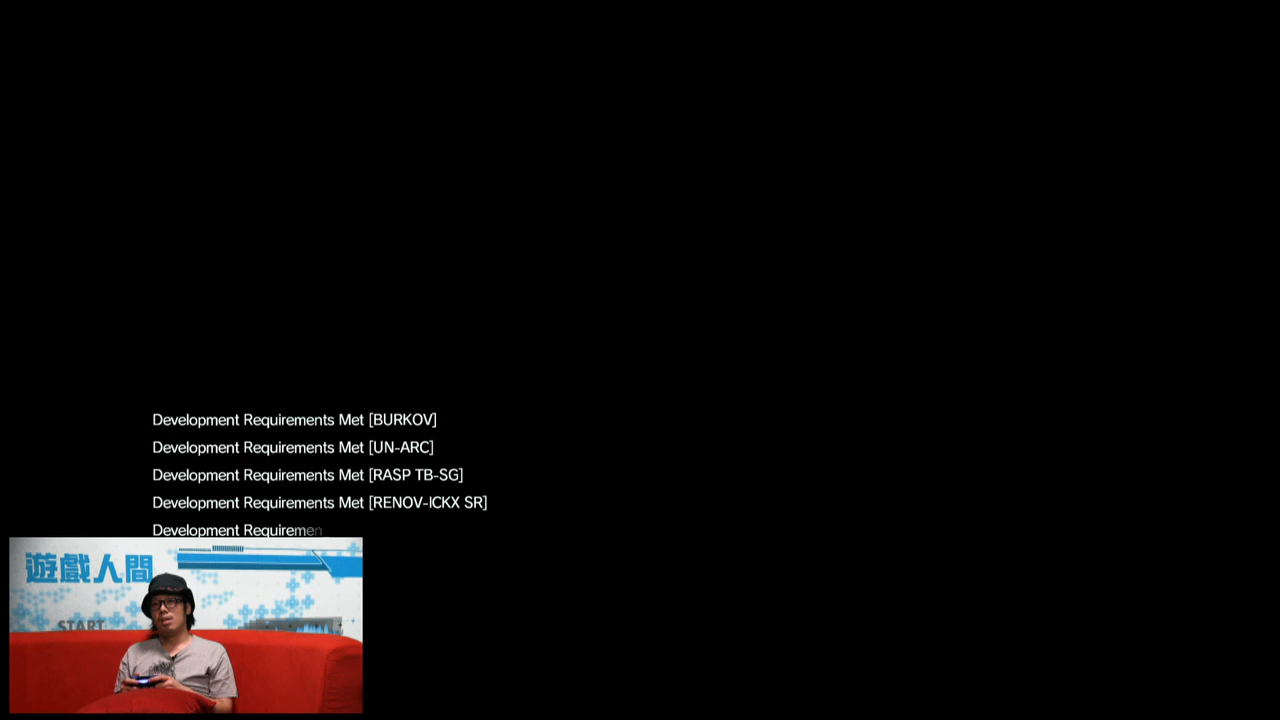 Development Requirements Met [BURKOV]
Development Requirements Met [UN-ARC]
Development Requirements Met [RASP TB-SG]
Development Requirements Met [RENOV-ICKX SR]
Development Requiremen
遊戲人間
START